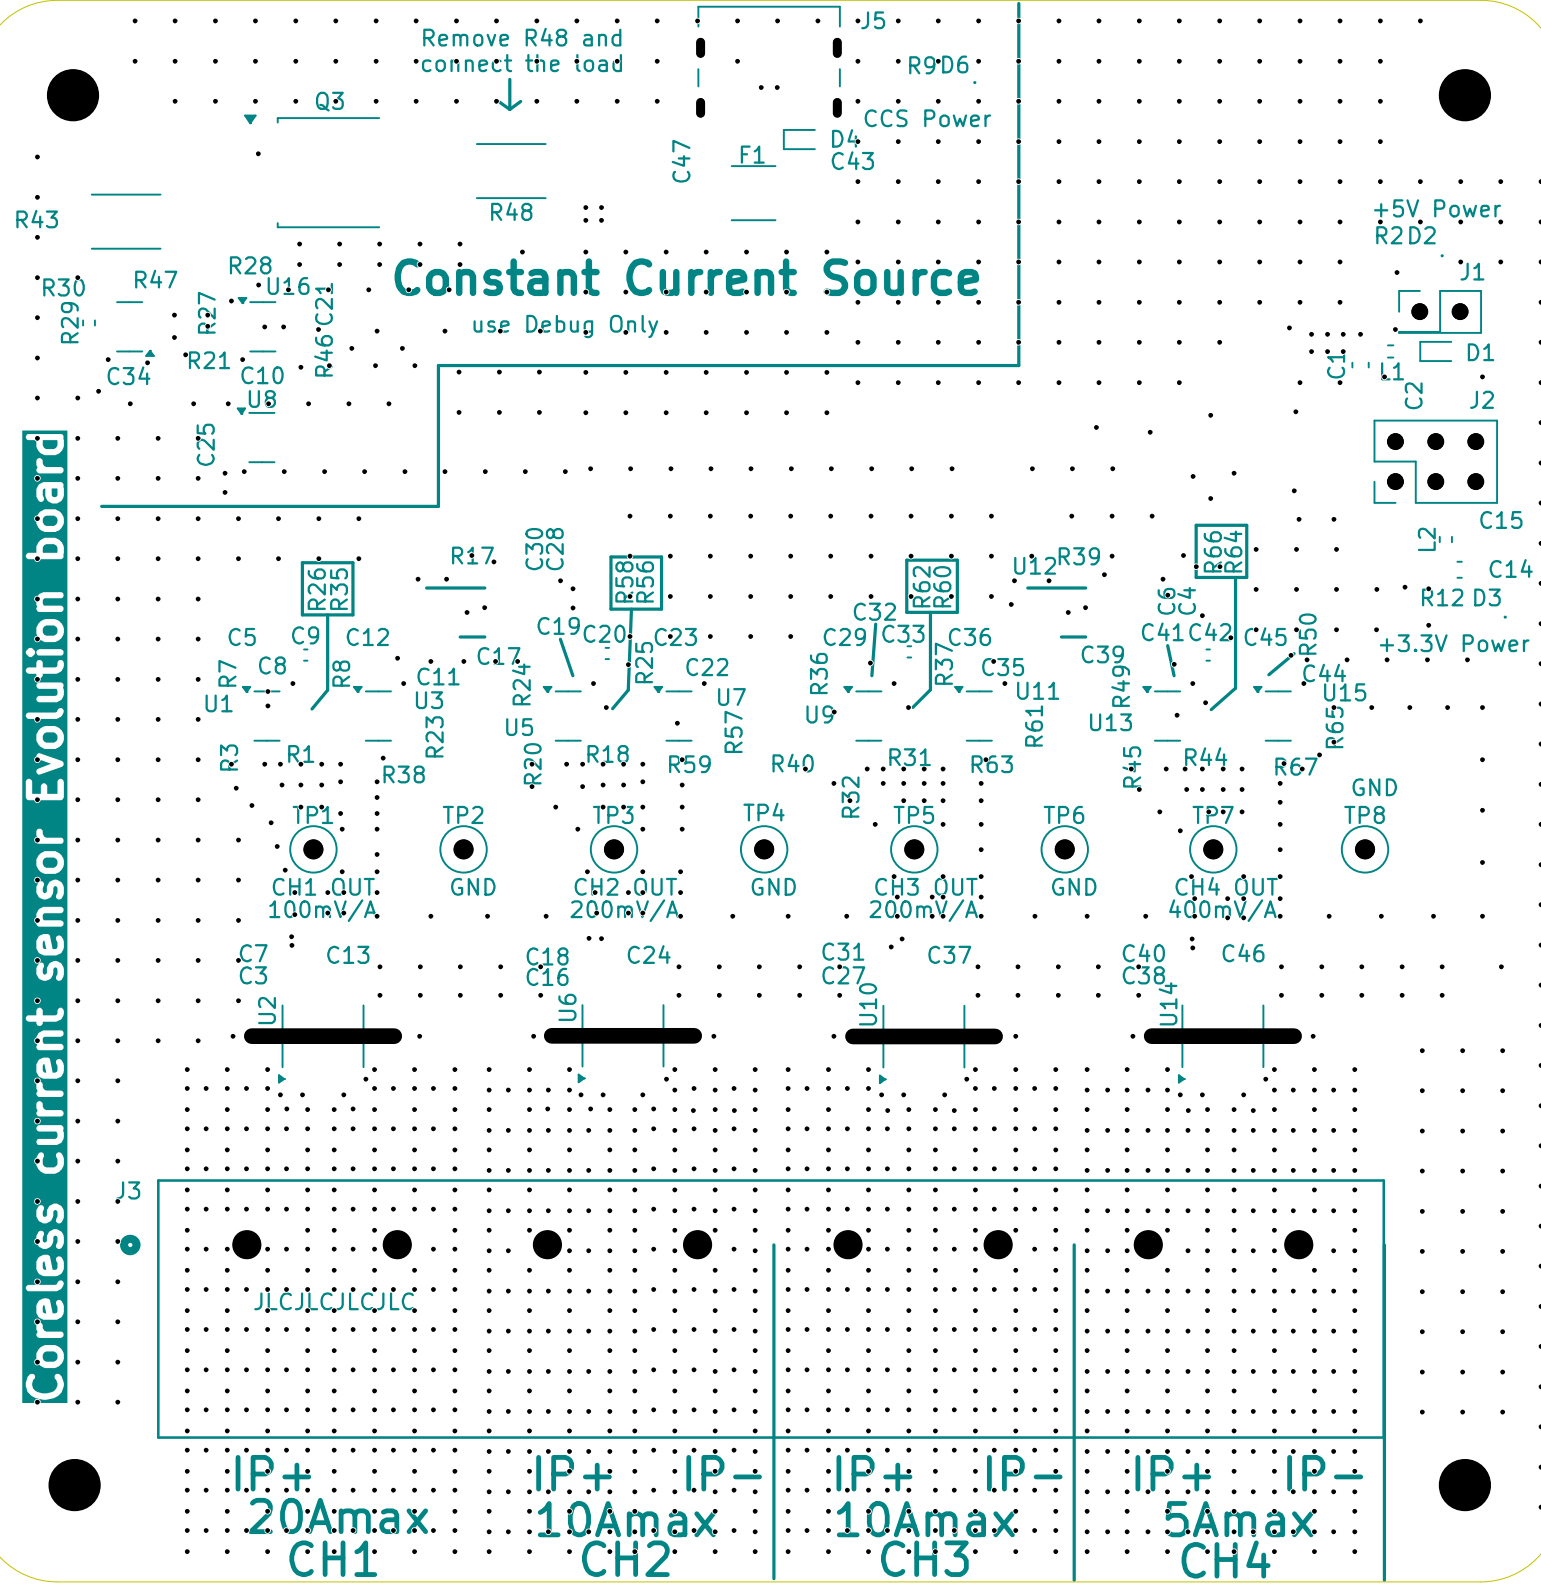 Remove R48 and
connect the load
J5
R9 D6
Q3
CCS Power
D4
C43
F1
C47
R48
R43
+5V Power
R2 D2
J1
Constant Current Source
use Debug Only
R28
R47
U16
R30
R29
R27
C21
R46
R21
C34
C10
U8
C25
D1
C1
L1
C2
J2
C15
L2
C14
R12 D3
+3.3V Power
Coreless current sensor Evolution board
R26
R35
R17
C30
C28
R58
R56
R62
R60
U12
R39
R66
R64
C5
C9
C12
C8
R7
R8
C11
C17
U1
U3
R23
R3
R1
R38
C19
C20
C23
R25
C22
R24
U5
U7
R57
R20
R18
R59
C32
C29
C33
C36
R37
C35
R36
U9
U11
R61
R40
R32
R31
R63
C6
C4
C41
C42
C45
R50
C39
C44
R49
U13
U15
R65
R45
R44
R67
GND
TP1
TP2
TP3
TP4
TP5
TP6
TP7
TP8
CH1 OUT
100mV/A
GND
CH2 OUT
200mV/A
GND
CH3 OUT
200mV/A
GND
CH4 OUT
400mV/A
C7
C3
C13
U2
C18
C16
C24
U6
C31
C27
C37
U10
C40
C38
C46
U14
J3
JLCJLCJLCJLC
IP+
20Amax
CH1
IP+ IP-
10Amax
CH2
IP+ IP-
10Amax
CH3
IP+ IP-
5Amax
CH4